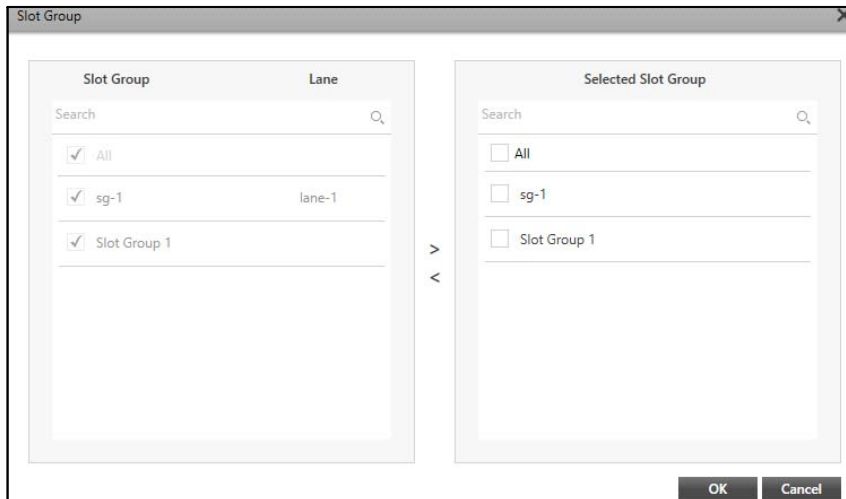 Slot Group
Slot Group Lane
Search
All
sg-1 lane-1
Slot Group 1
>
<
Selected Slot Group
Search
All
sg-1
Slot Group 1
OK Cancel